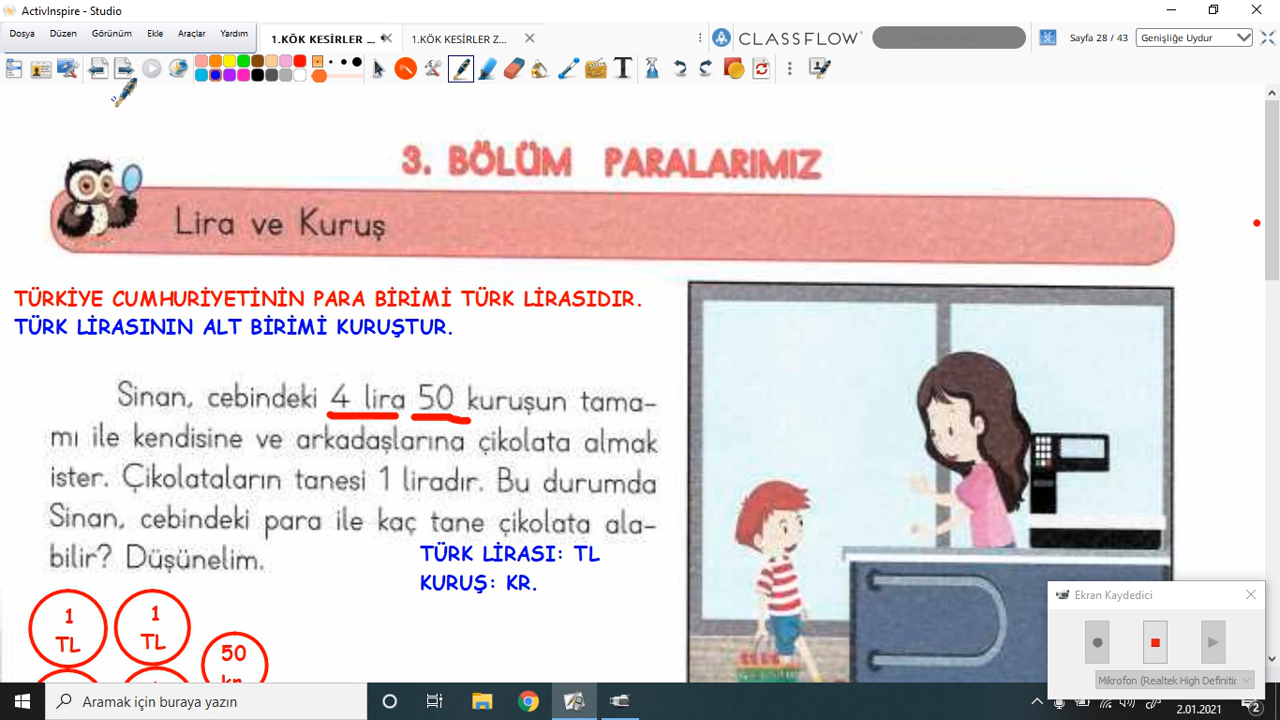 ActivInspire - Studio
Dosya Düzen Görünüm Ekle Araçlar Yardım
1.KÖK KESİRLER ...
1.KÖK KESİRLER Z...
CLASSFLOW
Sayfa 28 / 43
Genişliğe Uydur
3. BÖLÜM PARALARIMIZ
Lira ve Kuruş
TÜRKİYE CUMHURİYETİNİN PARA BİRİMİ TÜRK LİRASIDIR.
TÜRK LİRASININ ALT BİRİMİ KURUŞTUR.
Sinan, cebindeki 4 lira 50 kuruşun tama-
mı ile kendisine ve arkadaşlarına çikolata almak
ister. Çikolataların tanesi 1 liradır. Bu durumda
Sinan, cebindeki para ile kaç tane çikolata ala-
bilir? Düşünelim.
TÜRK LİRASI: TL
KURUŞ: KR.
1
TL
1
TL
50
kr
Ekran Kaydedici
Mikrofon (Realtek High Definitic
Aramak için buraya yazın
2.01.2021
2